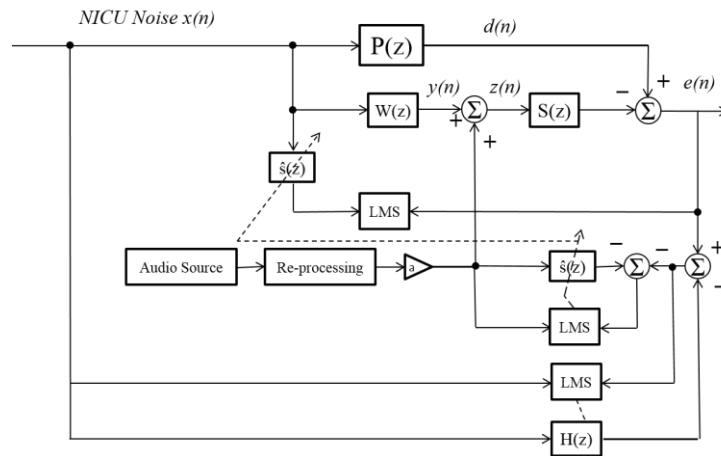 NICU Noise x(n)
P(z)
d(n)
+
e(n)
y(n)
z(n)
−
W(z)
Σ
S(z)
Σ
+
+
ŝ(z)
LMS
+
Audio Source
Re-processing
a
ŝ(z)
−
Σ
−
Σ
−
LMS
LMS
H(z)